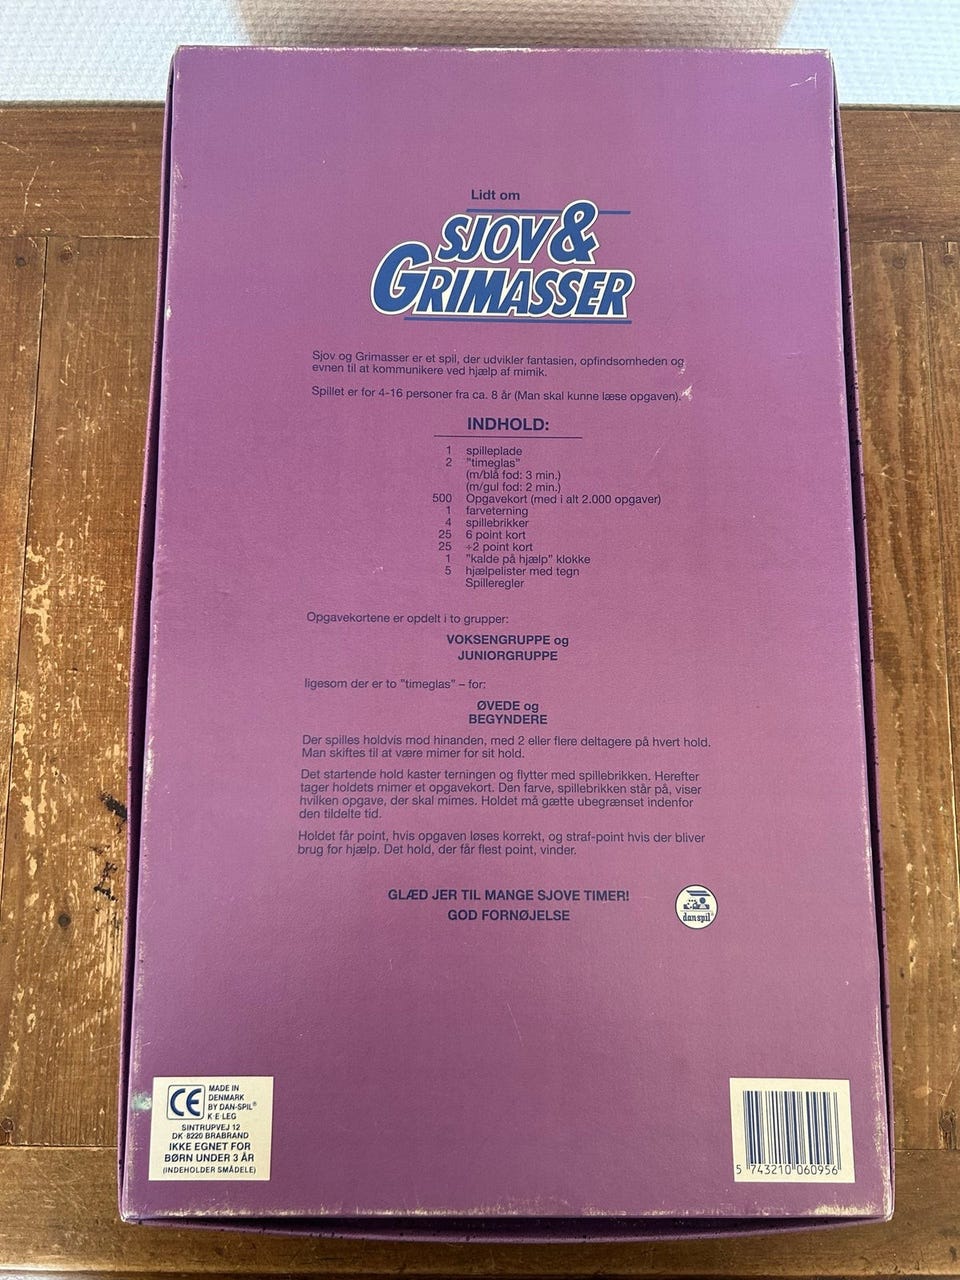 Lidt om
SJOV &
GRIMASSER
Sjov og Grimasser er et spil, der udvikler fantasien, opfindsomheden og
evnen til at kommunikere ved hjælp af mimik.
Spillet er for 4-16 personer fra ca. 8 år (Man skal kunne læse opgaven).
INDHOLD:
1 spilleplade
2 "timeglas"
(m/blå fod: 3 min.)
(m/gul fod: 2 min.)
500 Opgavekort (med i alt 2.000 opgaver)
1 farveterning
4 spillebrikker
25 6 point kort
25 ÷2 point kort
1 "kalde på hjælp" klokke
5 hjælpelister med tegn
Spilleregler
Opgavekortene er opdelt i to grupper:
VOKSENGRUPPE og
JUNIORGRUPPE
ligesom der er to "timeglas" – for:
ØVEDE og
BEGYNDERE
Der spilles holdvis mod hinanden, med 2 eller flere deltagere på hvert hold.
Man skiftes til at være mimer for sit hold.
Det startende hold kaster terningen og flytter med spillebrikken. Herefter
tager holdets mimer et opgavekort. Den farve, spillebrikken står på, viser
hvilken opgave, der skal mimes. Holdet må gætte ubegrænset indenfor
den tildelte tid.
Holdet får point, hvis opgaven løses korrekt, og straf-point hvis der bliver
brug for hjælp. Det hold, der får flest point, vinder.
GLÆD JER TIL MANGE SJOVE TIMER!
GOD FORNØJELSE
danspil®
CE MADE IN
DENMARK
BY DAN-SPIL®
K·E·LEG
SINTRUPVEJ 12
DK-8220 BRABRAND
IKKE EGNET FOR
BØRN UNDER 3 ÅR
(INDEHOLDER SMÅDELE)
5 743210 060956